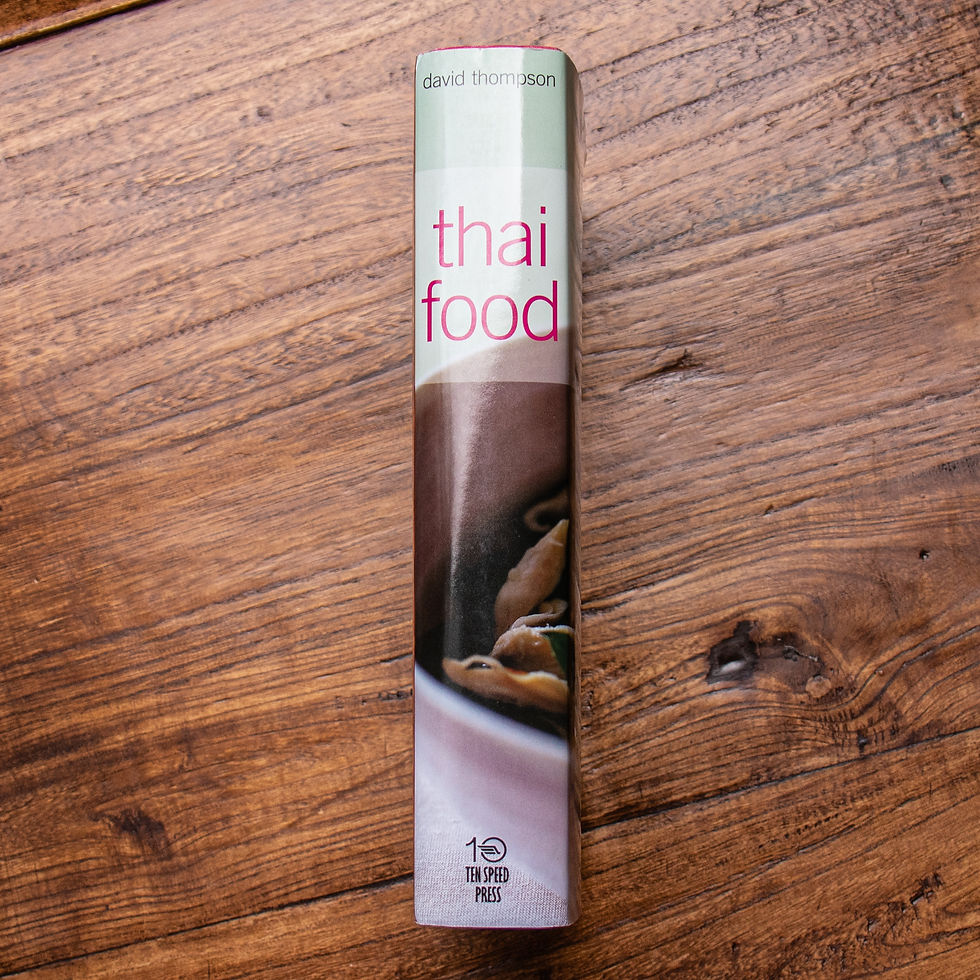 david thompson
thai
food
10
TEN SPEED
PRESS